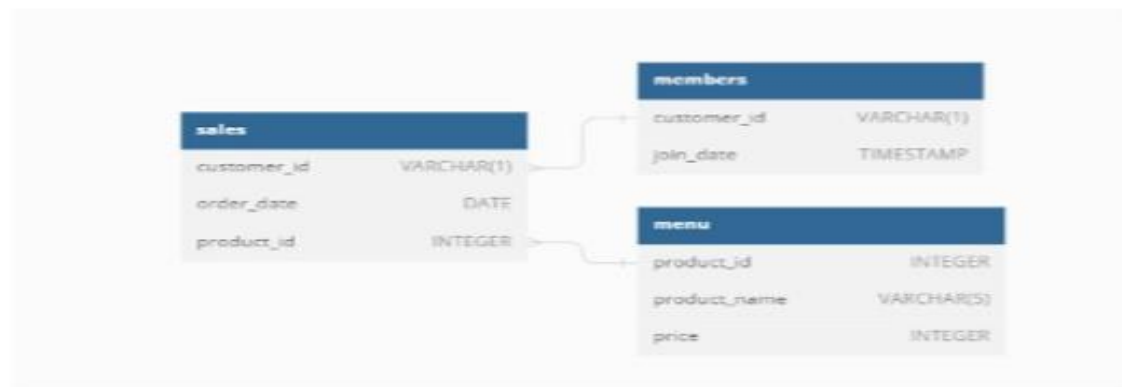 sales
customer_id VARCHAR(1)
order_date DATE
product_id INTEGER
members
customer_id VARCHAR(1)
join_date TIMESTAMP
menu
product_id INTEGER
product_name VARCHAR(5)
price INTEGER